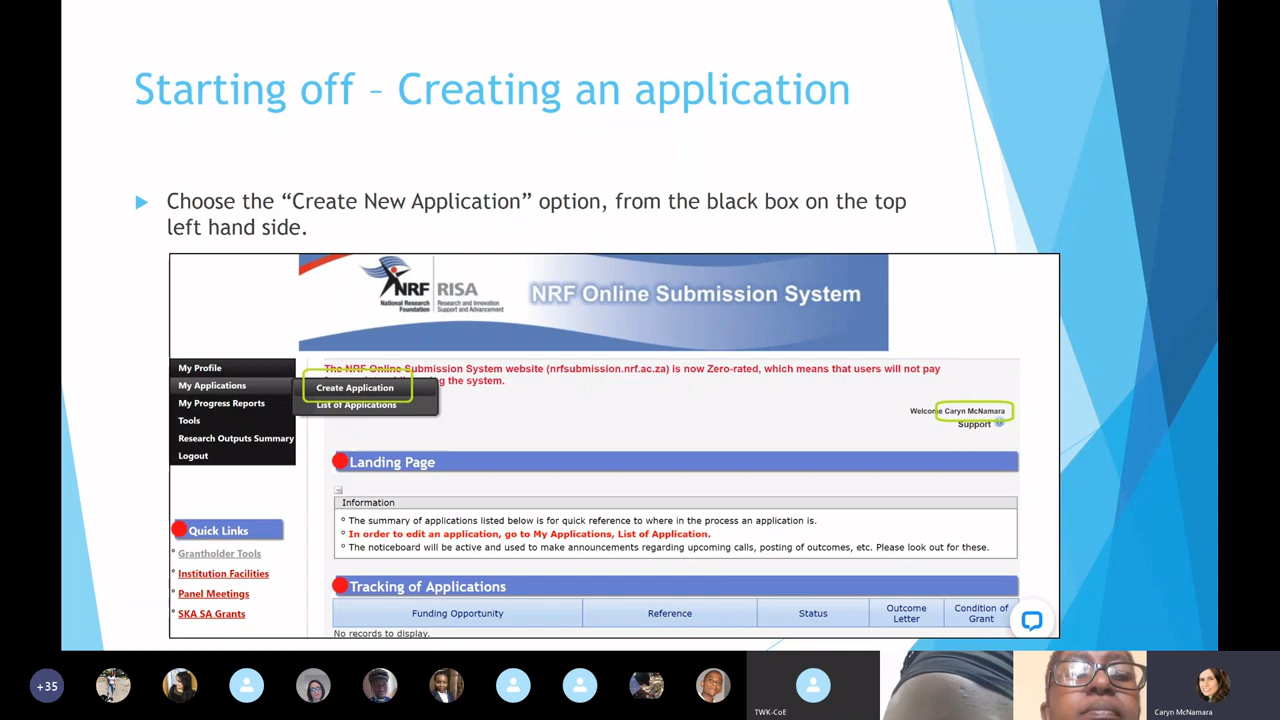 Starting off – Creating an application
Choose the “Create New Application” option, from the black box on the top
left hand side.
NRF
National Research
Foundation
RISA
Research and Innovation
Support and Advancement
NRF Online Submission System
My Profile
My Applications
My Progress Reports
Tools
Research Outputs Summary
Logout
Create Application
List of Applications
The NRF Online Submission System website (nrfsubmission.nrf.ac.za) is now Zero-rated, which means that users will not pay
the system.
Welcome Caryn McNamara
Support
Landing Page
Information
° The summary of applications listed below is for quick reference to where in the process an application is.
° In order to edit an application, go to My Applications, List of Application.
° The noticeboard will be active and used to make announcements regarding upcoming calls, posting of outcomes, etc. Please look out for these.
Quick Links
° Grantholder Tools
° Institution Facilities
° Panel Meetings
° SKA SA Grants
Tracking of Applications
Funding Opportunity
Reference
Status
Outcome
Letter
Condition of
Grant
No records to display.
+35
TWK-CoE
Caryn McNamara